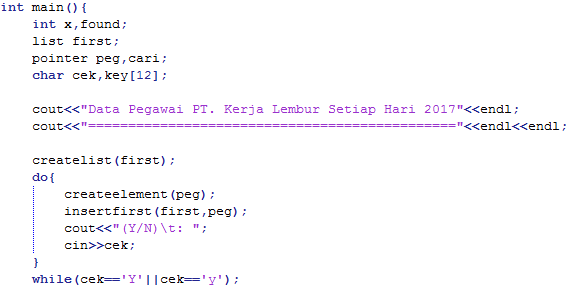 int main(){
int x,found;
list first;
pointer peg,cari;
char cek,key[12];
cout<<"Data Pegawai PT. Kerja Lembur Setiap Hari 2017"<<endl;
cout<<"=============================================="<<endl<<endl;
createlist(first);
do{
createelement(peg);
insertfirst(first,peg);
cout<<"(Y/N)\t: ";
cin>>cek;
}
while(cek=='Y'||cek=='y');